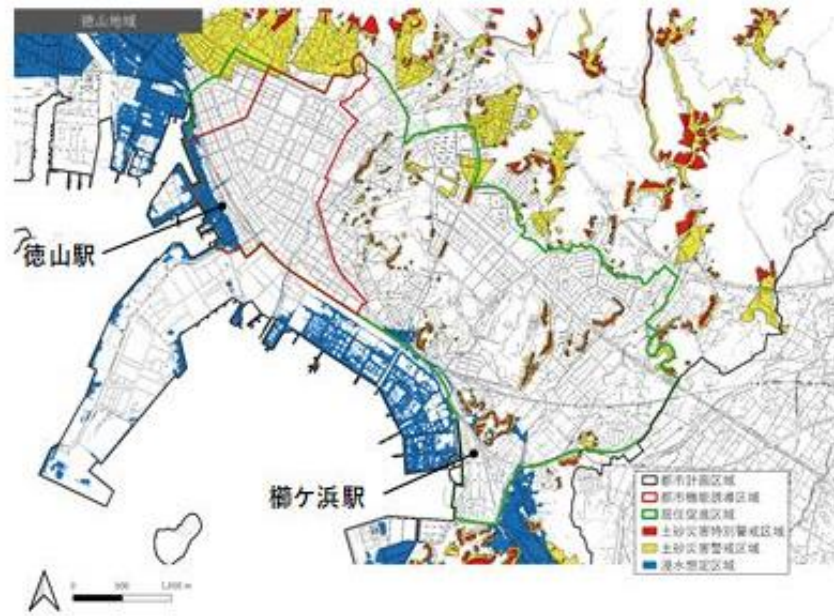 徳山地域
徳山駅
櫛ケ浜駅
都市計画区域
都市機能誘導区域
居住促進区域
土砂災害特別警戒区域
土砂災害警戒区域
浸水想定区域
0 500 1,000 m